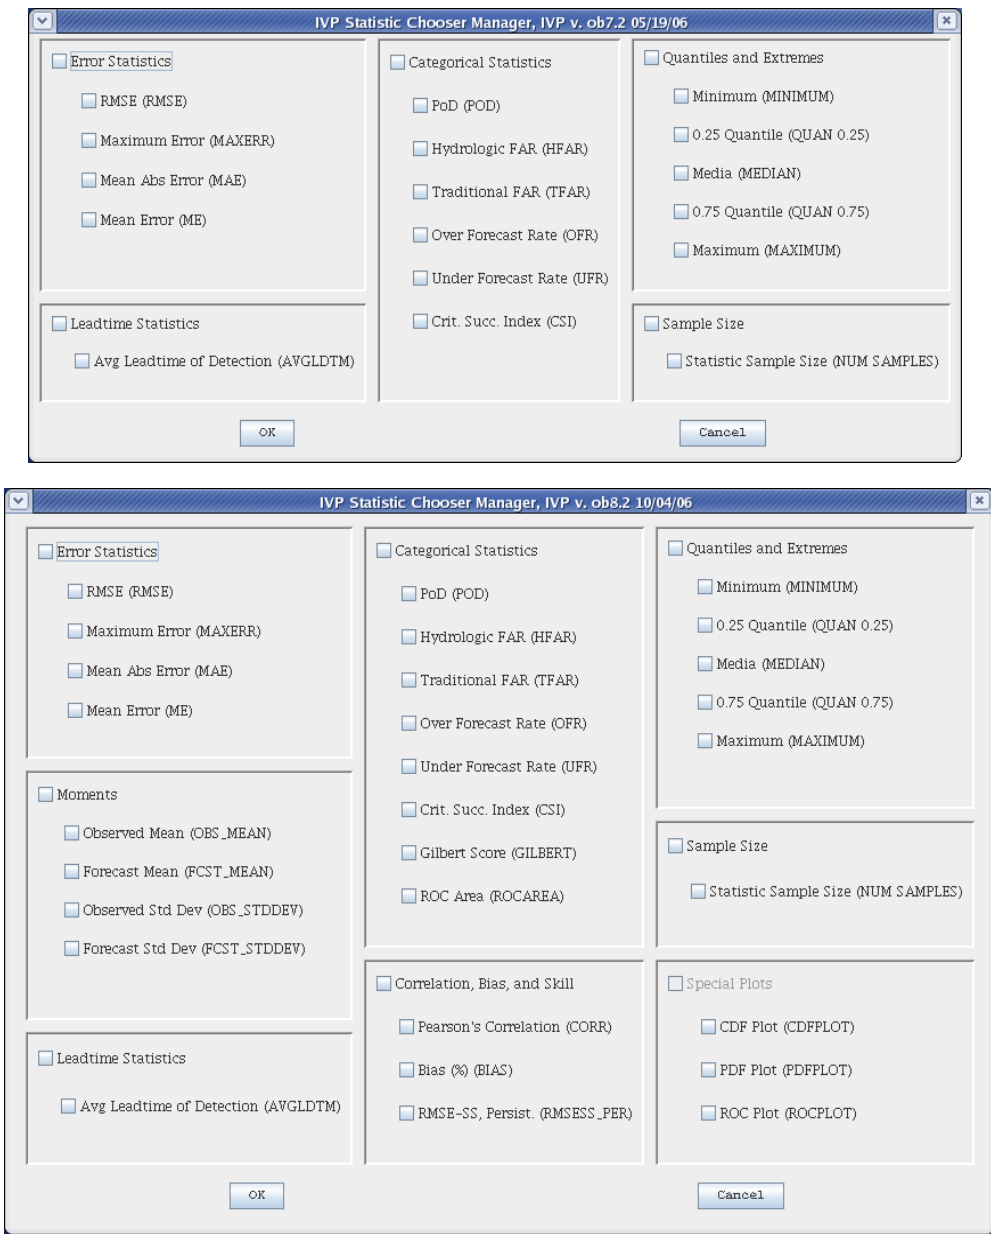 IVP Statistic Chooser Manager, IVP v. ob7.2 05/19/06
Error Statistics
RMSE (RMSE)
Maximum Error (MAXERR)
Mean Abs Error (MAE)
Mean Error (ME)
Leadtime Statistics
Avg Leadtime of Detection (AVGLDTM)
Categorical Statistics
PoD (POD)
Hydrologic FAR (HFAR)
Traditional FAR (TFAR)
Over Forecast Rate (OFR)
Under Forecast Rate (UFR)
Crit. Succ. Index (CSI)
Quantiles and Extremes
Minimum (MINIMUM)
0.25 Quantile (QUAN 0.25)
Media (MEDIAN)
0.75 Quantile (QUAN 0.75)
Maximum (MAXIMUM)
Sample Size
Statistic Sample Size (NUM SAMPLES)
OK
Cancel
IVP Statistic Chooser Manager, IVP v. ob8.2 10/04/06
Error Statistics
RMSE (RMSE)
Maximum Error (MAXERR)
Mean Abs Error (MAE)
Mean Error (ME)
Moments
Observed Mean (OBS_MEAN)
Forecast Mean (FCST_MEAN)
Observed Std Dev (OBS_STDDEV)
Forecast Std Dev (FCST_STDDEV)
Leadtime Statistics
Avg Leadtime of Detection (AVGLDTM)
Categorical Statistics
PoD (POD)
Hydrologic FAR (HFAR)
Traditional FAR (TFAR)
Over Forecast Rate (OFR)
Under Forecast Rate (UFR)
Crit. Succ. Index (CSI)
Gilbert Score (GILBERT)
ROC Area (ROCAREA)
Correlation, Bias, and Skill
Pearson's Correlation (CORR)
Bias (%) (BIAS)
RMSE-SS, Persist. (RMSESS_PER)
Quantiles and Extremes
Minimum (MINIMUM)
0.25 Quantile (QUAN 0.25)
Media (MEDIAN)
0.75 Quantile (QUAN 0.75)
Maximum (MAXIMUM)
Sample Size
Statistic Sample Size (NUM SAMPLES)
Special Plots
CDF Plot (CDFPLOT)
PDF Plot (PDFPLOT)
ROC Plot (ROCPLOT)
OK
Cancel